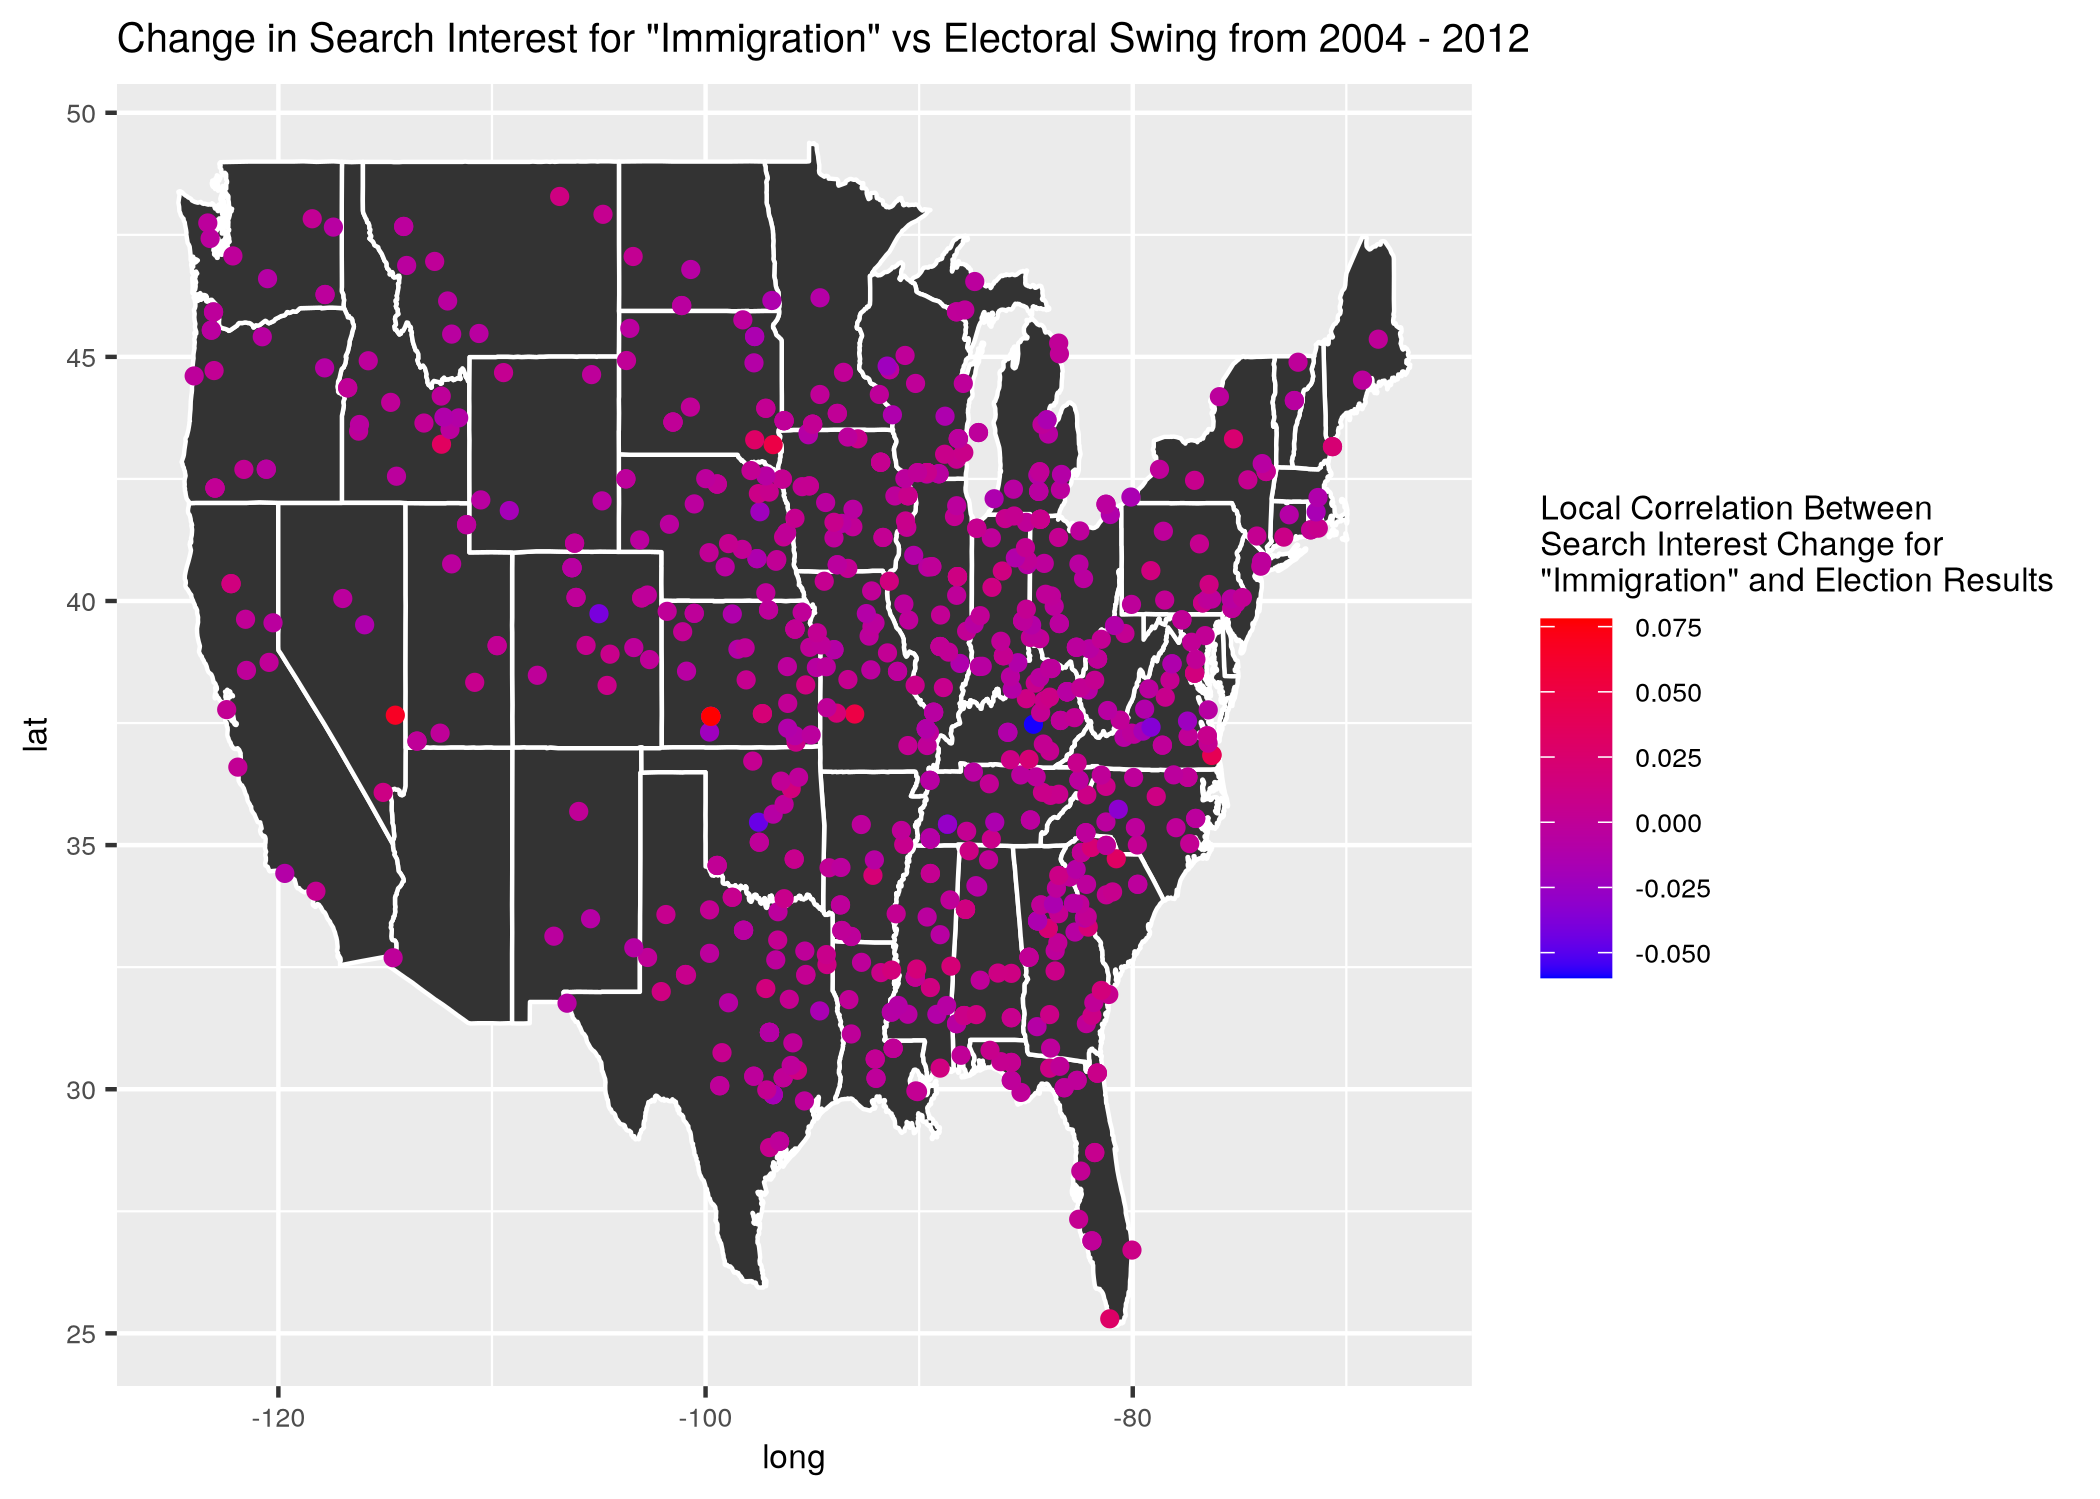 Change in Search Interest for "Immigration" vs Electoral Swing from 2004 - 2012
50
45
40
35
30
25
lat
-120
-100
-80
long
Local Correlation Between
Search Interest Change for
"Immigration" and Election Results
0.075
0.050
0.025
0.000
-0.025
-0.050